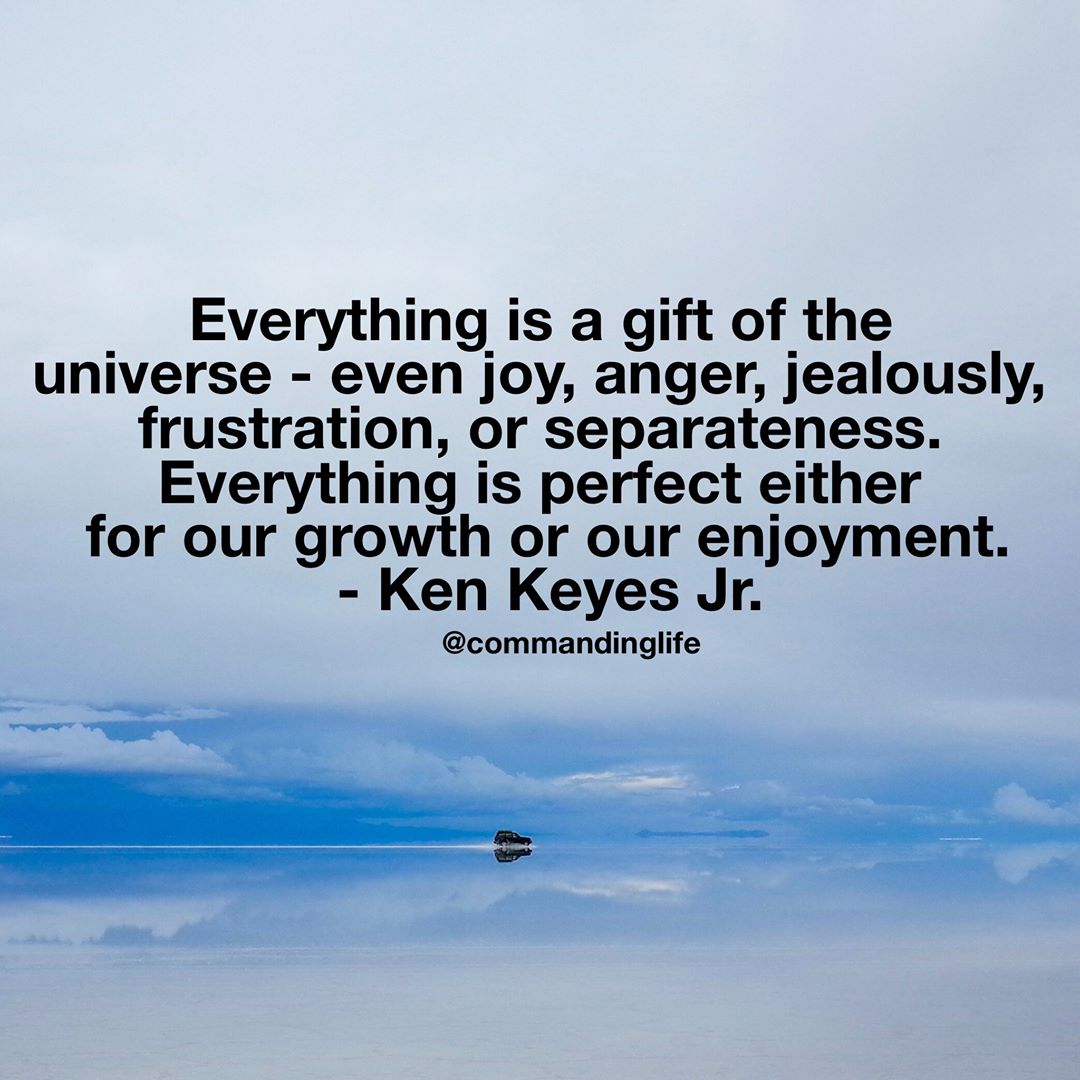 Everything is a gift of the
universe - even joy, anger, jealously,
frustration, or separateness.
Everything is perfect either
for our growth or our enjoyment.
- Ken Keyes Jr.
@commandinglife